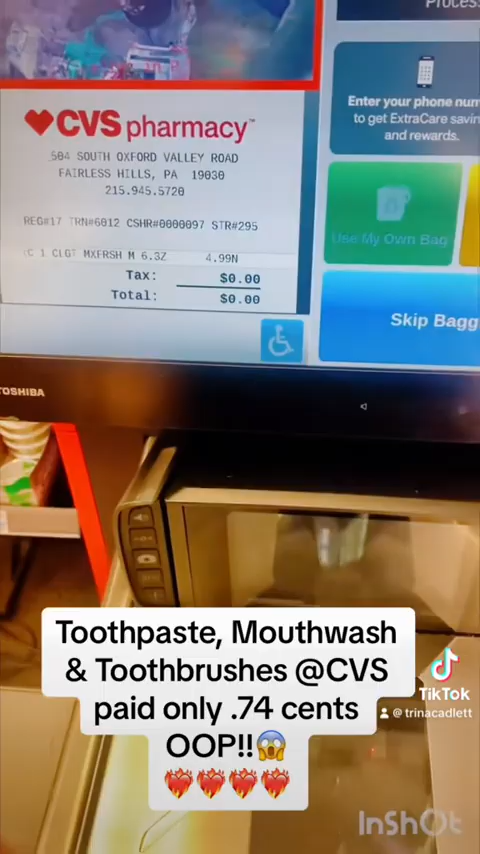 Process
CVS pharmacy™
504 SOUTH OXFORD VALLEY ROAD
FAIRLESS HILLS, PA 19030
215.945.5720
REG#17 TRN#6012 CSHR#0000097 STR#295
C 1 CLGT MXFRSH M 6.3Z 4.99N
Tax: $0.00
Total: $0.00
Enter your phone num
to get ExtraCare savin
and rewards.
Use My Own Bag
Skip Bagg
TOSHIBA
Toothpaste, Mouthwash
& Toothbrushes @CVS
paid only .74 cents
OOP!!😱
❤️‍🔥❤️‍🔥❤️‍🔥❤️‍🔥
TikTok
@trinacadlett
InShOt